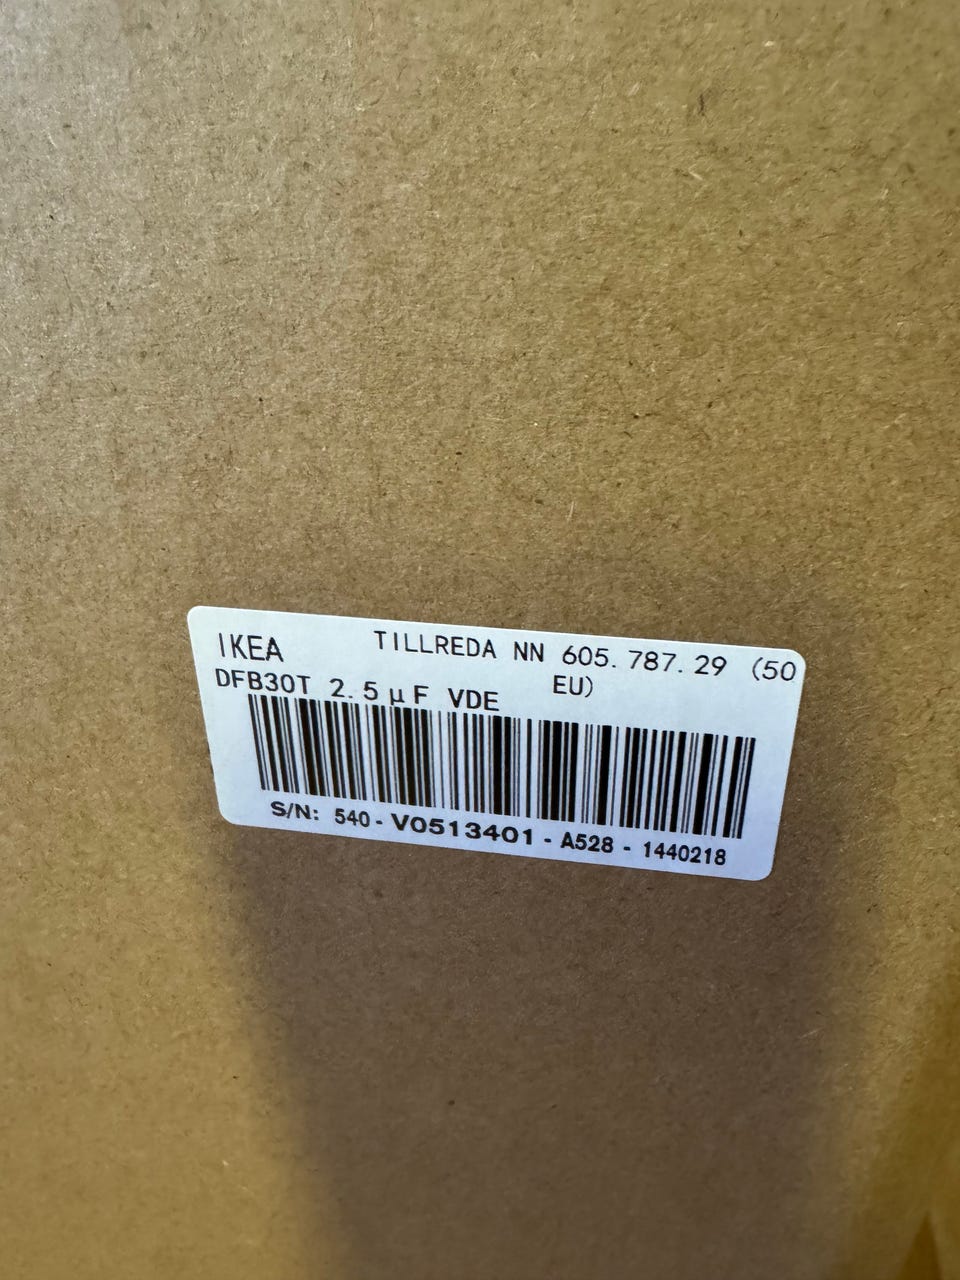 IKEA TILLREDA NN 605.787.29 (50
EU)
DFB30T 2.5μF VDE
S/N: 540-V0513401-A528-1440218